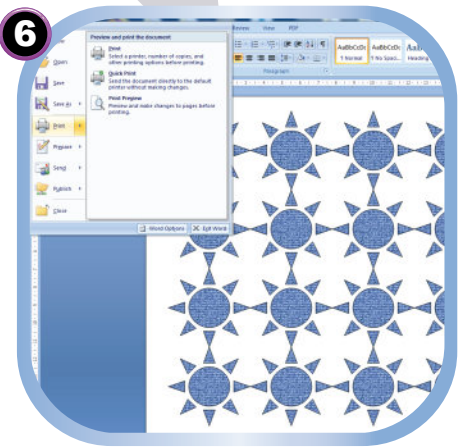 6
Review View PDF
Preview and print the document
Print
Select a printer, number of copies, and
other printing options before printing.
Quick Print
Send the document directly to the default
printer without making changes.
Print Preview
Preview and make changes to pages before
printing.
Open
Save
Save As
Print
Prepare
Send
Publish
Close
Word Options
Exit Word
AaBbCcDc AaBbCcDc
¶ Normal ¶ No Spaci... Heading
Paragraph